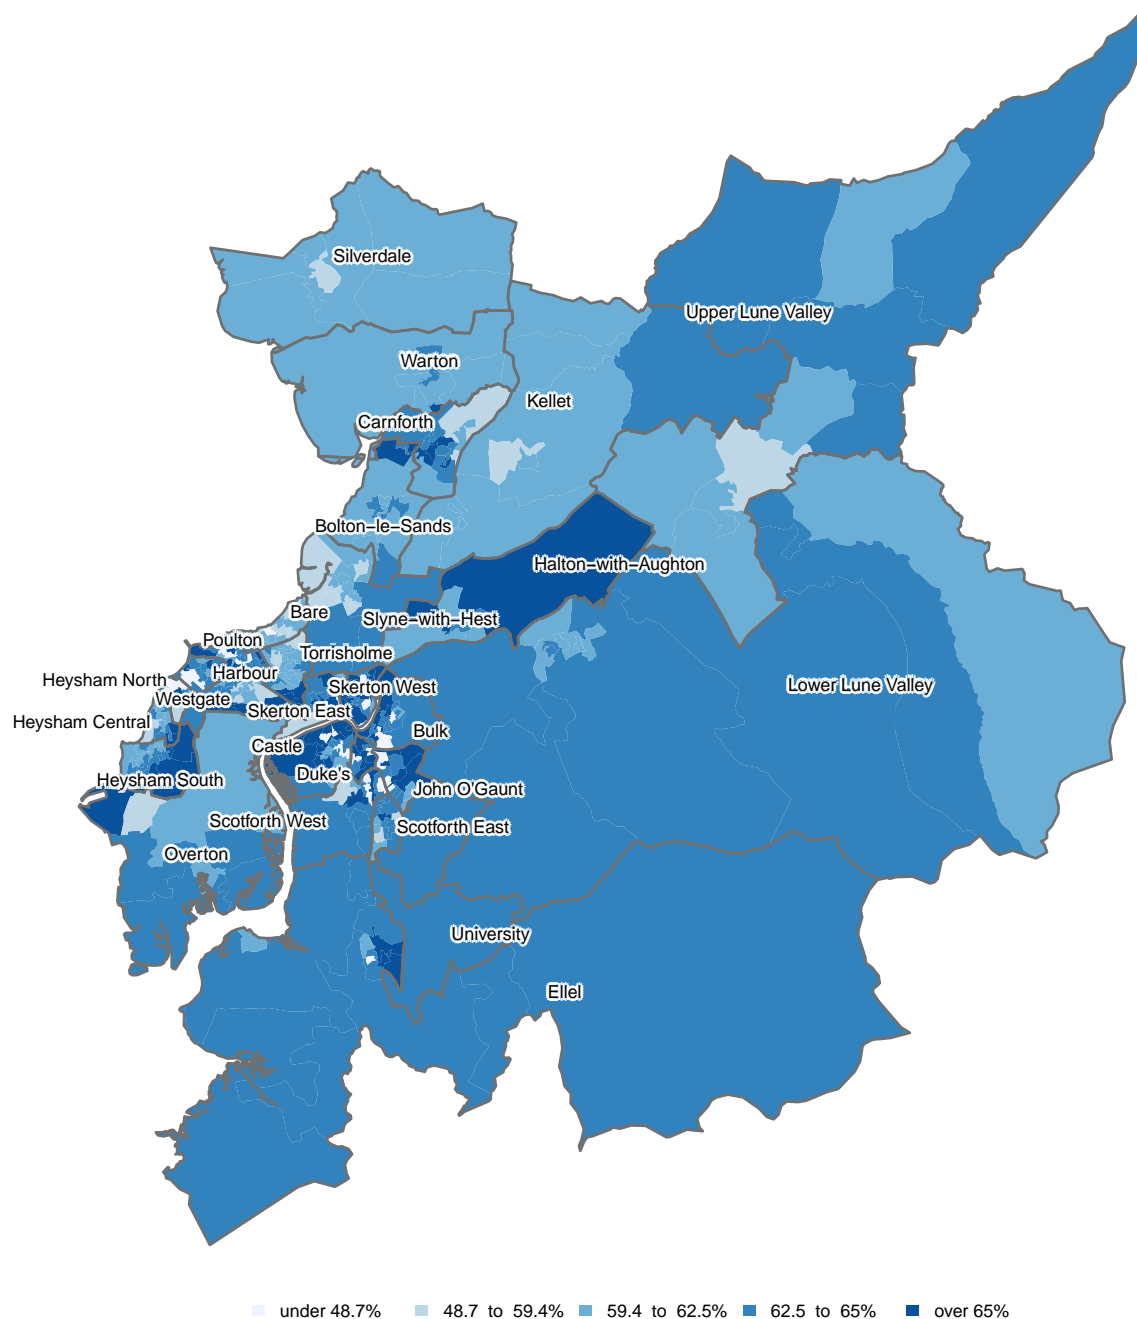 Silverdale
Upper Lune Valley
Warton
Kellet
Carnforth
Bolton−le−Sands
Halton−with−Aughton
Bare
Slyne−with−Hest
Poulton
Torrisholme
Harbour
Heysham North
Skerton West
Lower Lune Valley
Westgate
Skerton East
Heysham Central
Bulk
Castle
Duke's
Heysham South
John O'Gaunt
Scotforth West
Scotforth East
Overton
University
Ellel
under 48.7% 48.7 to 59.4% 59.4 to 62.5% 62.5 to 65% over 65%